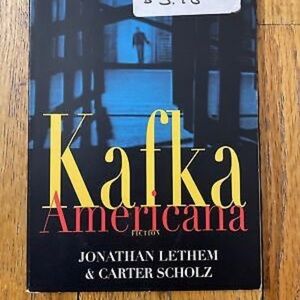 Kafka
Americana
FICTION
JONATHAN LETHEM
& CARTER SCHOLZ